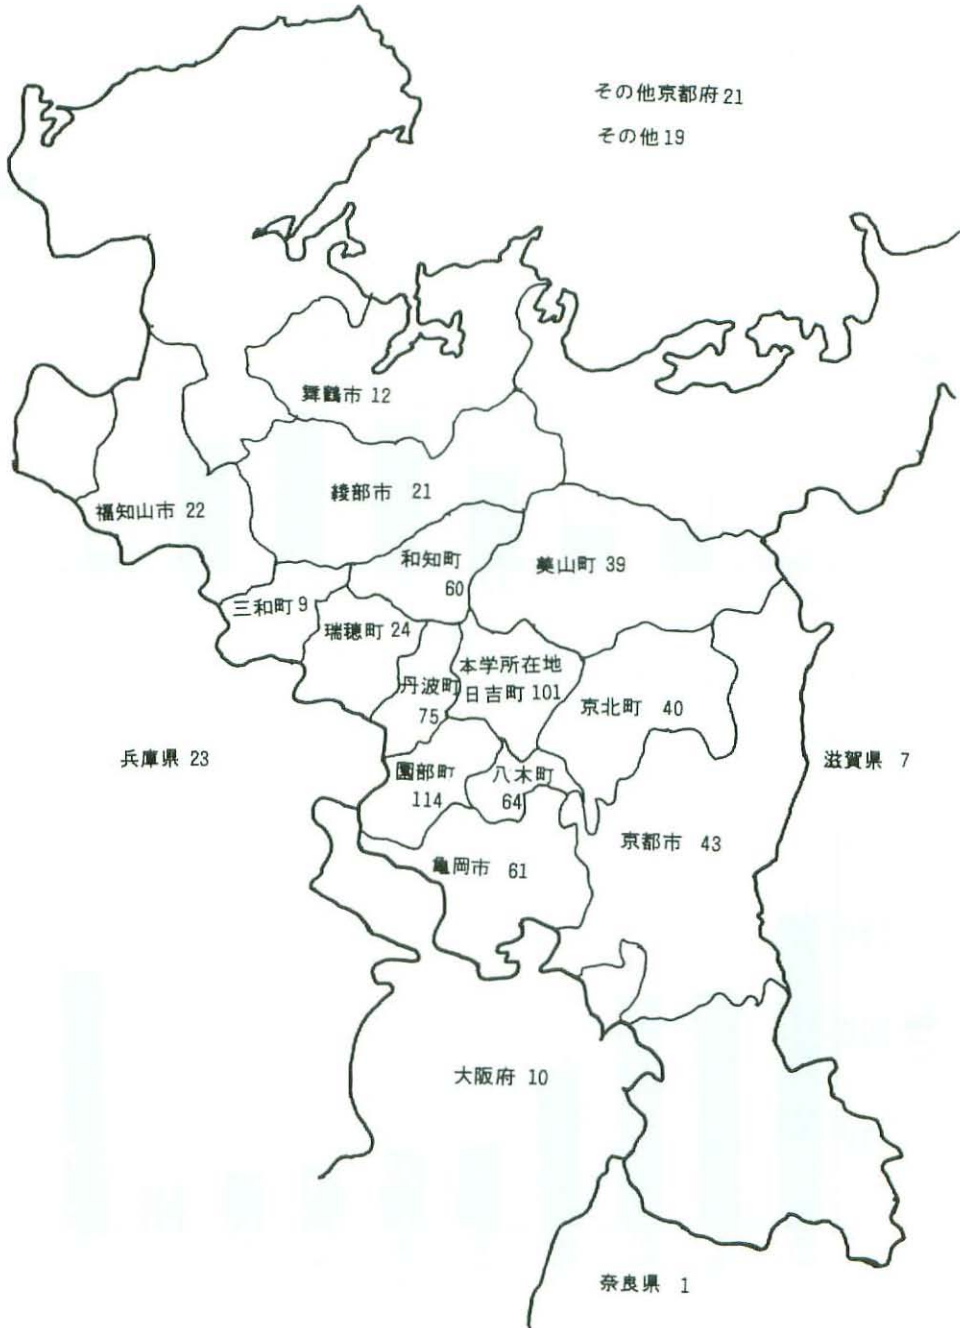 その他京都府 21
その他 19
舞鶴市 12
綾部市 21
福知山市 22
和知町
60
美山町 39
三和町 9
瑞穂町 24
本学所在地
日吉町 101
丹波町
75
京北町 40
兵庫県 23
滋賀県 7
園部町
114
八木町
64
京都市 43
亀岡市 61
大阪府 10
奈良県 1